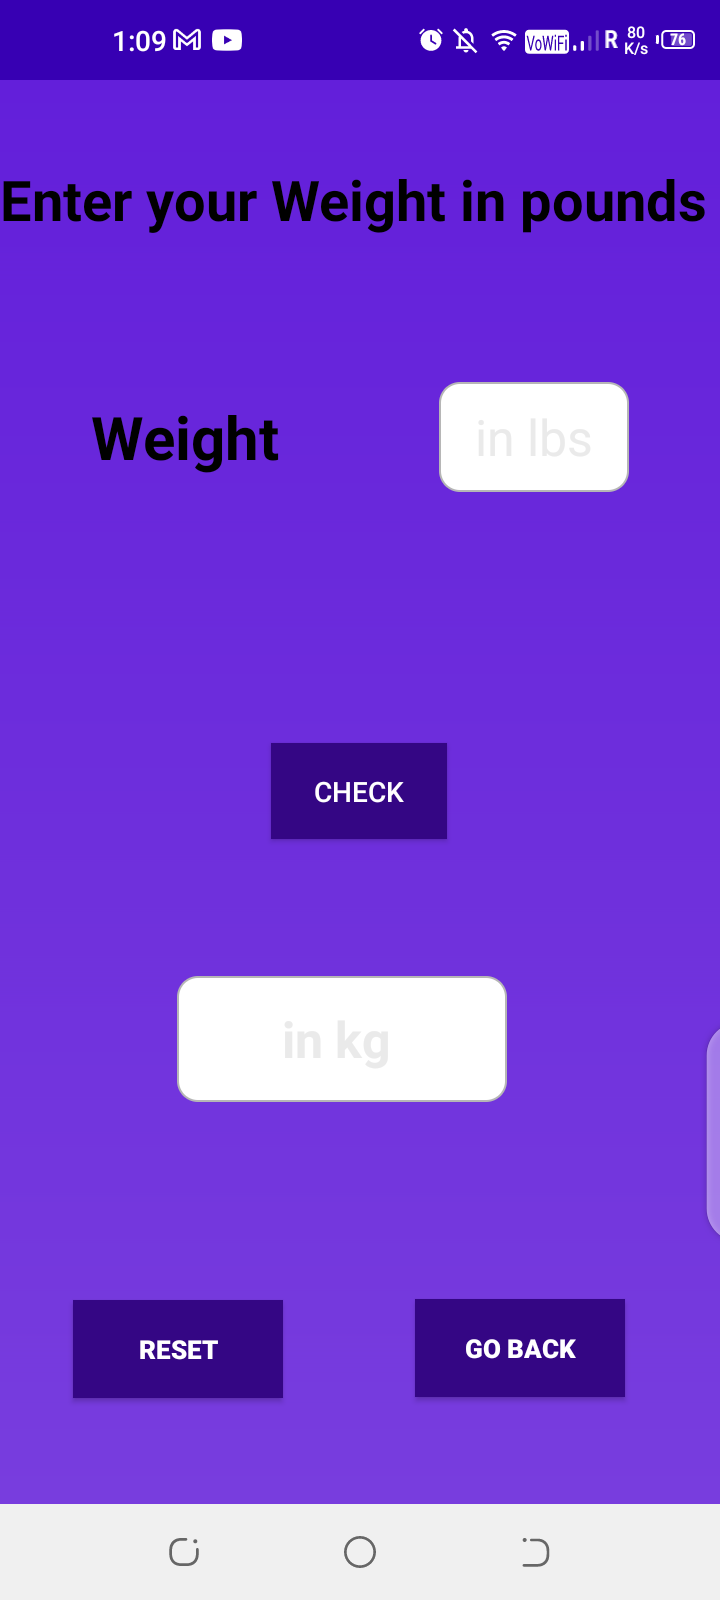 1:09 VoWiFi R 80 K/s 76
Enter your Weight in pounds
Weight in lbs
CHECK
in kg
RESET GO BACK